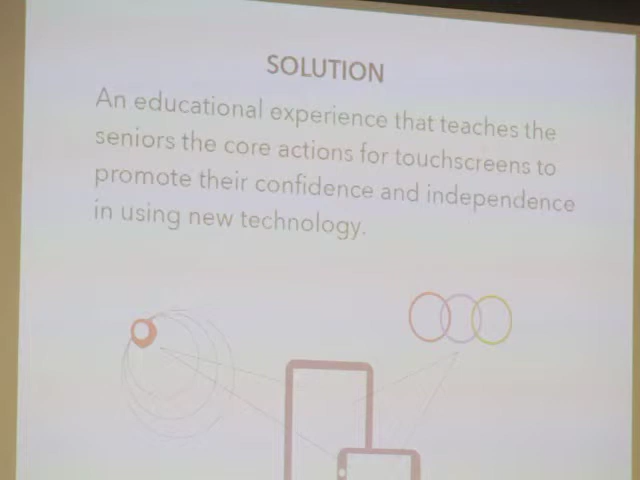 SOLUTION
An educational experience that teaches the
seniors the core actions for touchscreens to
promote their confidence and independence
in using new technology.